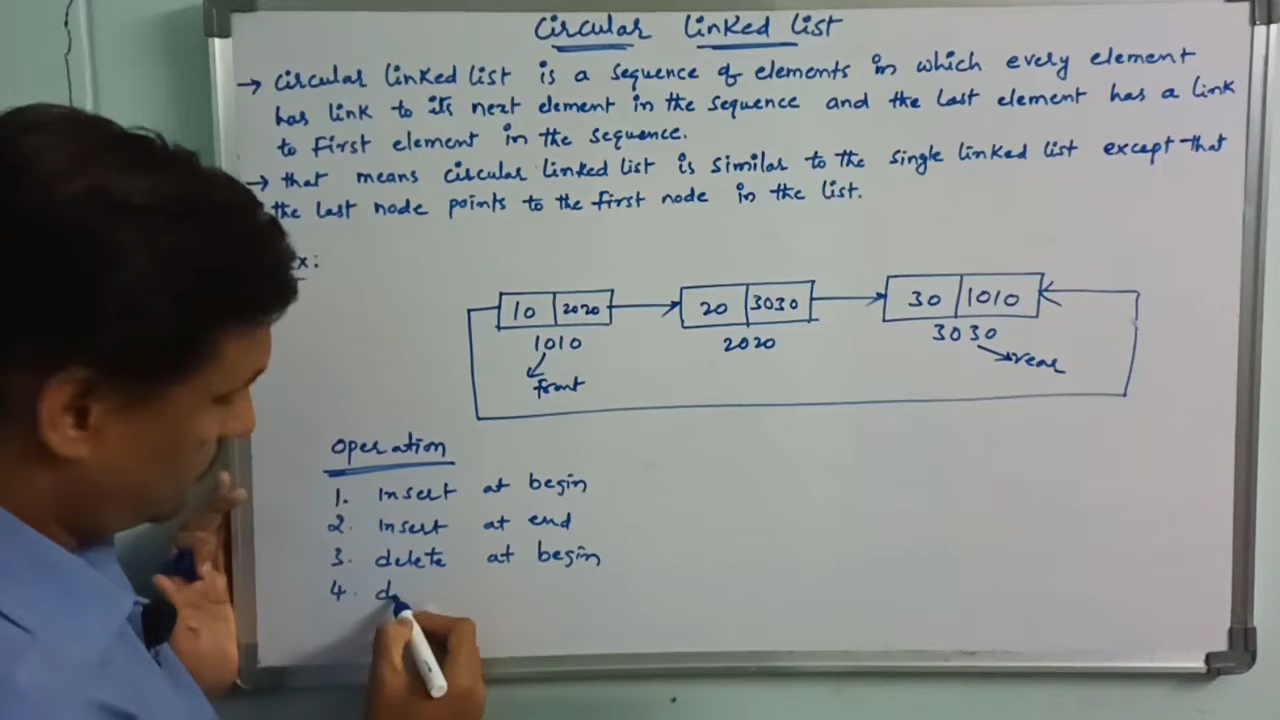 Circular Linked List
→ Circular linked list is a sequence of elements in which every element
has link to its next element in the sequence and the last element has a link
to first element in the sequence.
→ that means circular linked list is similar to the single linked list except that
the last node points to the first node in the list.
Ex:
10 2020 20 3030 30 1010
1010 2020 3030
front rear
Operation
1. Insert at begin
2. Insert at end
3. delete at begin
4. d